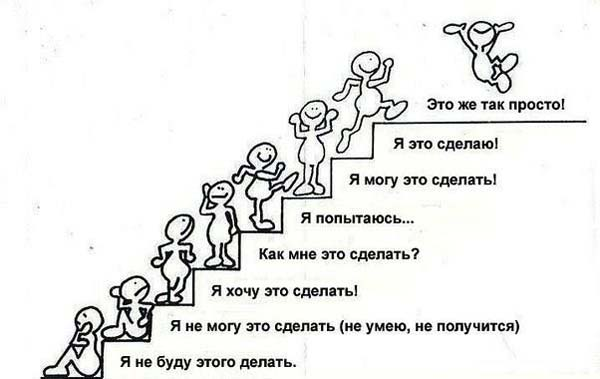 Это же так просто!
Я это сделаю!
Я могу это сделать!
Я попытаюсь...
Как мне это сделать?
Я хочу это сделать!
Я не могу это сделать (не умею, не получится)
Я не буду этого делать.